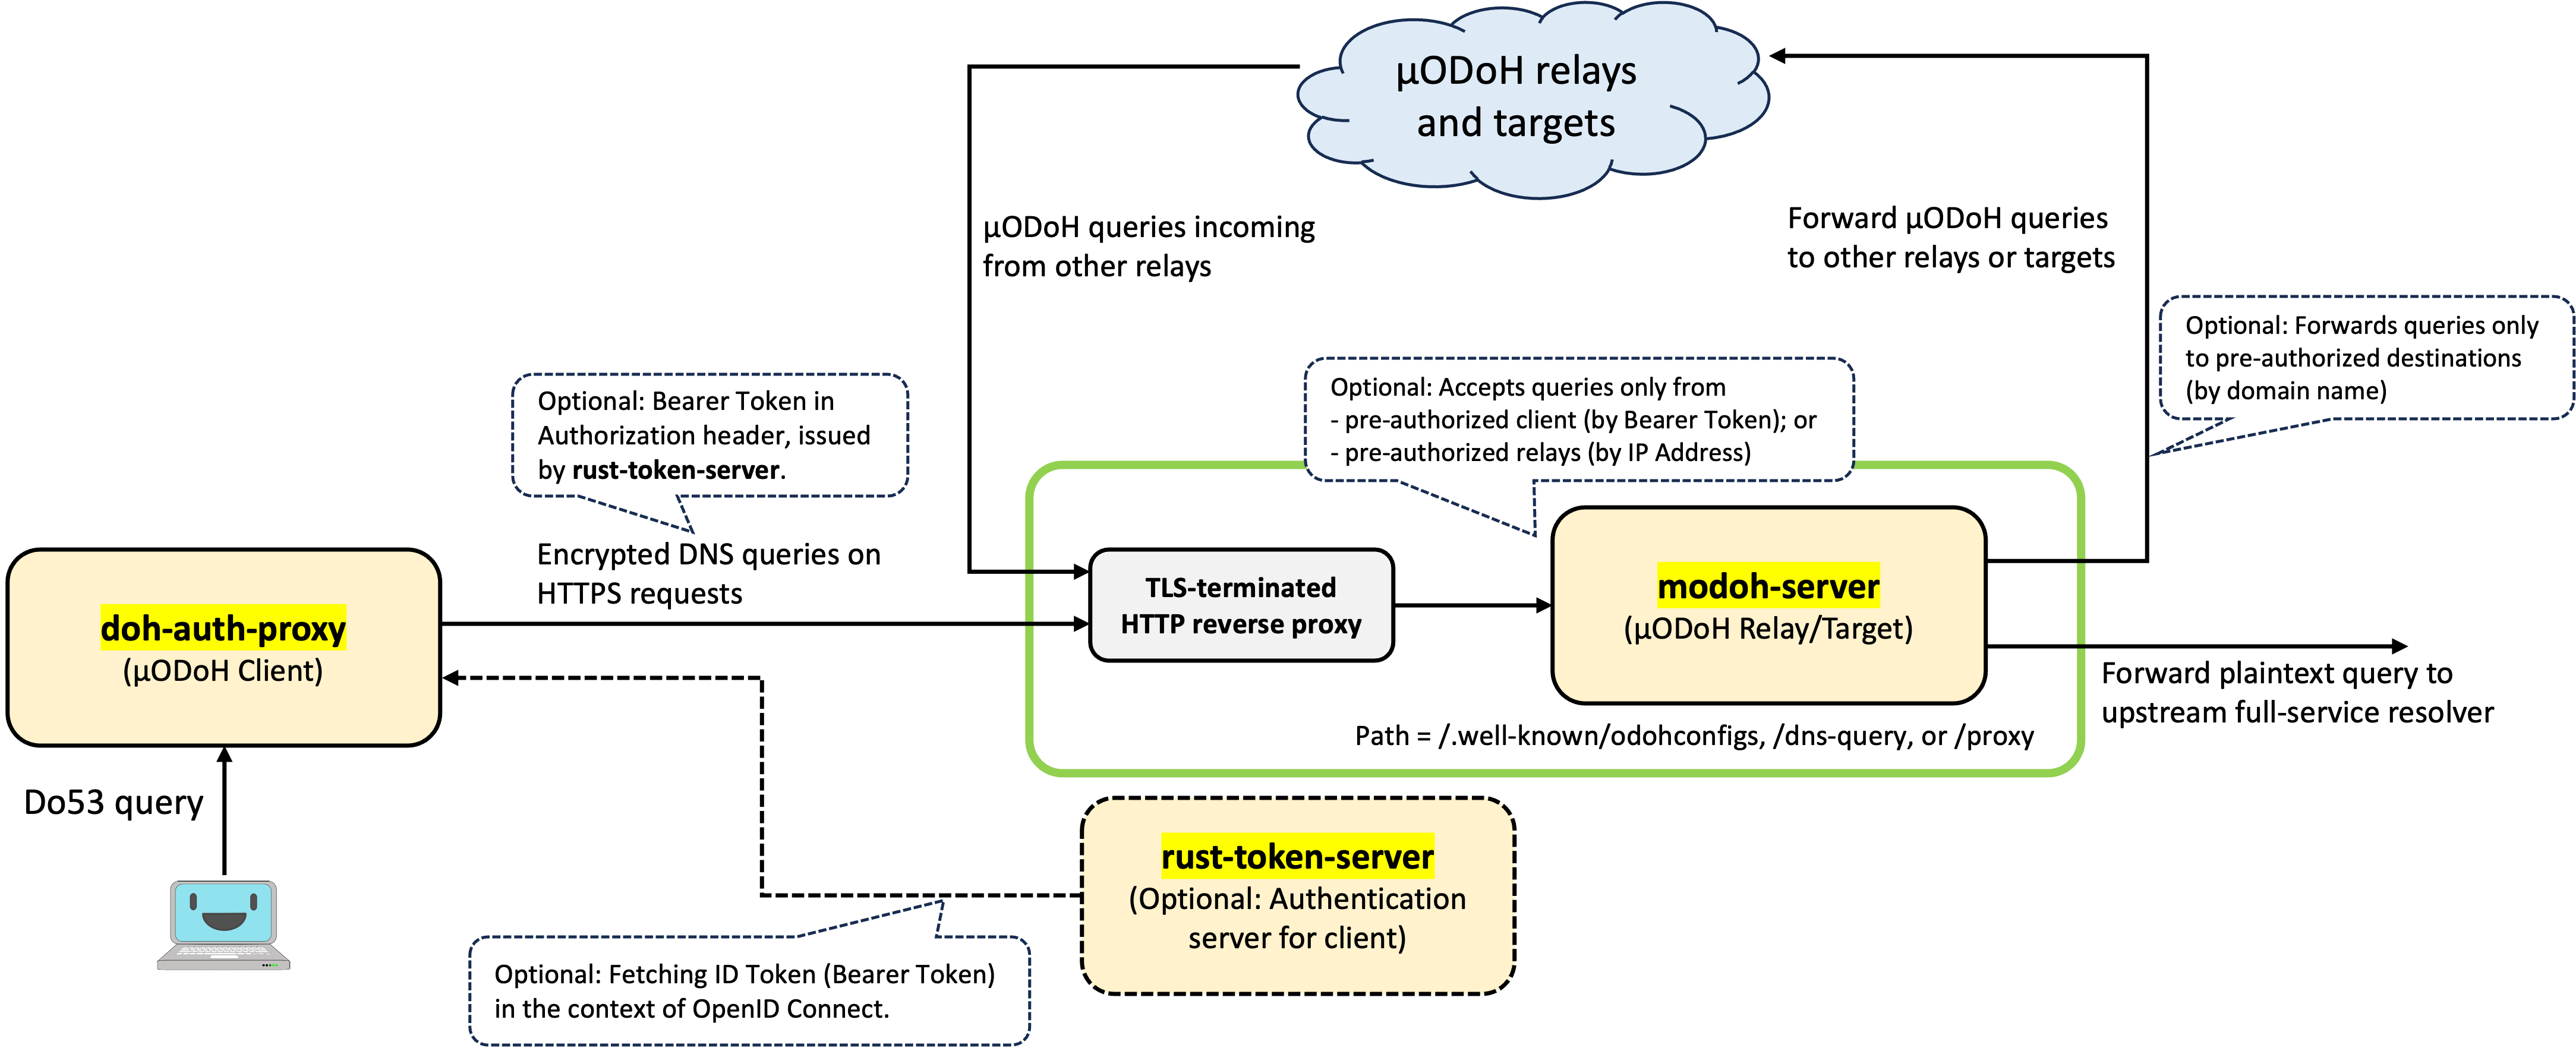 μODoH relays
and targets
μODoH queries incoming
from other relays
Forward μODoH queries
to other relays or targets
Optional: Forwards queries only
to pre-authorized destinations
(by domain name)
Optional: Accepts queries only from
- pre-authorized client (by Bearer Token); or
- pre-authorized relays (by IP Address)
Optional: Bearer Token in
Authorization header, issued
by rust-token-server.
Encrypted DNS queries on
HTTPS requests
doh-auth-proxy
(μODoH Client)
TLS-terminated
HTTP reverse proxy
modoh-server
(μODoH Relay/Target)
Forward plaintext query to
upstream full-service resolver
Path = /.well-known/odohconfigs, /dns-query, or /proxy
Do53 query
rust-token-server
(Optional: Authentication
server for client)
Optional: Fetching ID Token (Bearer Token)
in the context of OpenID Connect.